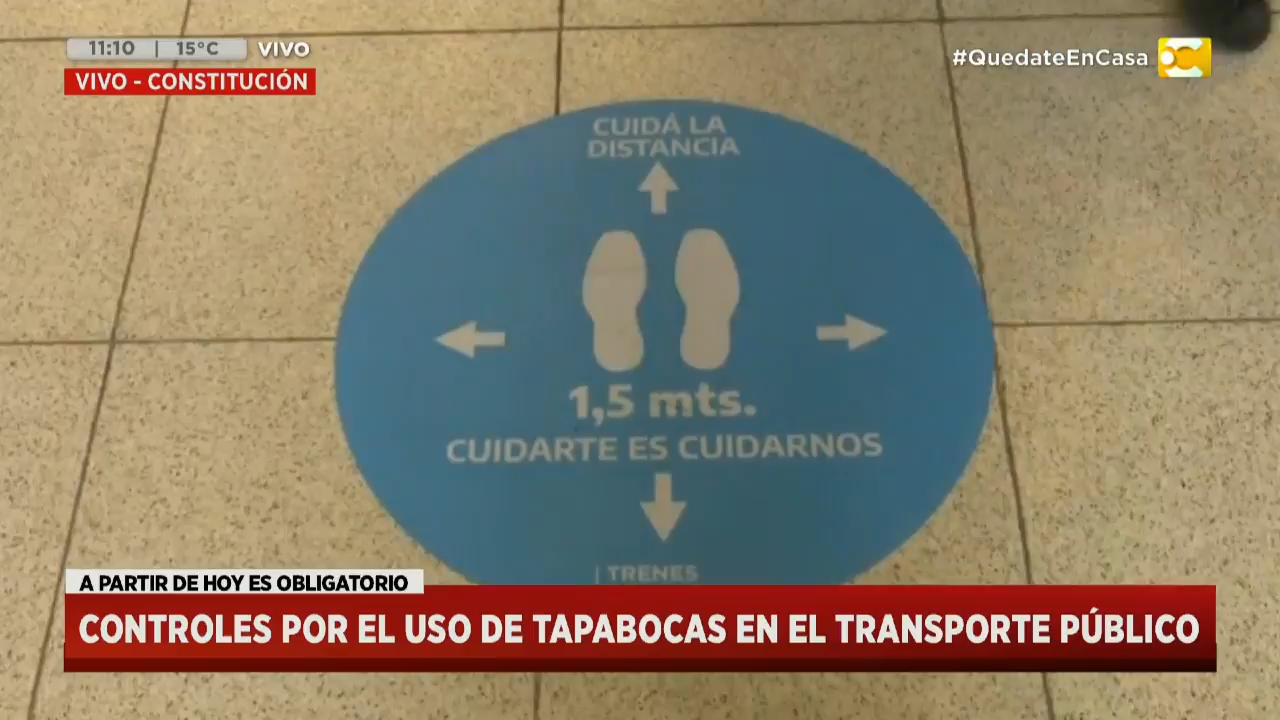 11:10 | 15°C VIVO
VIVO - CONSTITUCIÓN
#QuedateEnCasa
CUIDÁ LA
DISTANCIA
1,5 mts.
CUIDARTE ES CUIDARNOS
| TRENES
A PARTIR DE HOY ES OBLIGATORIO
CONTROLES POR EL USO DE TAPABOCAS EN EL TRANSPORTE PÚBLICO